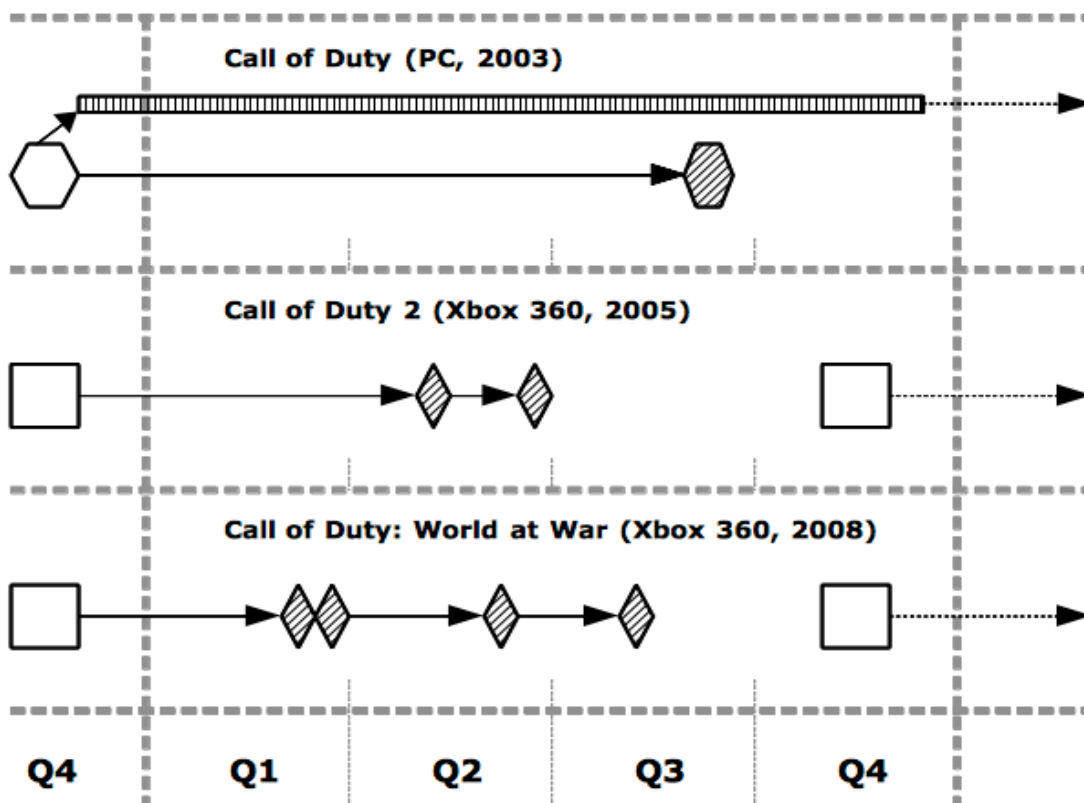 Call of Duty (PC, 2003)
Call of Duty 2 (Xbox 360, 2005)
Call of Duty: World at War (Xbox 360, 2008)
Q4 Q1 Q2 Q3 Q4